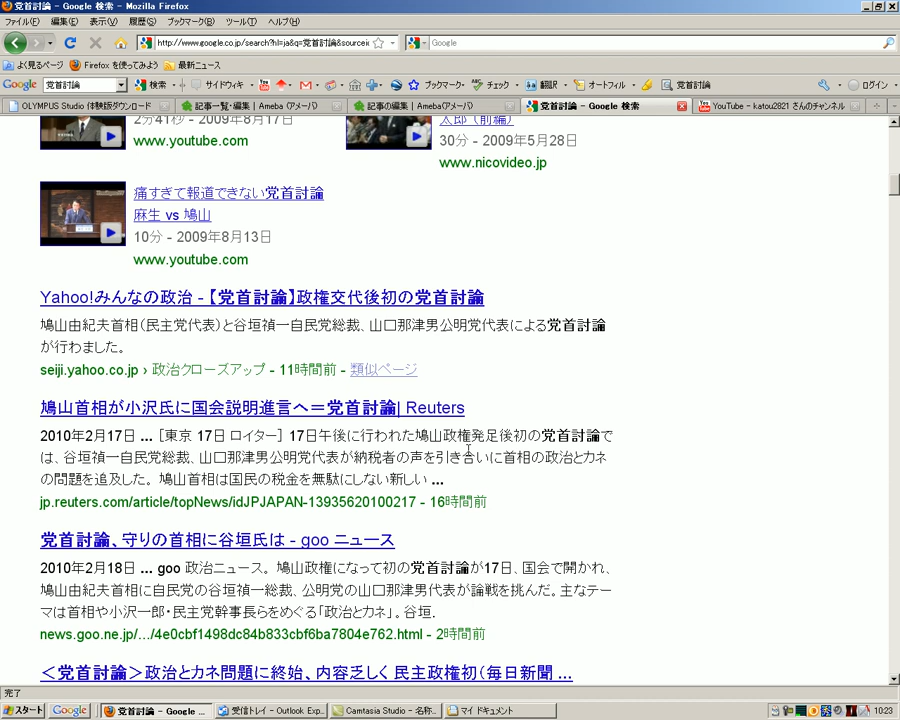 党首討論 - Google 検索 - Mozilla Firefox
ファイル(F) 編集(E) 表示(V) 履歴(S) ブックマーク(B) ツール(T) ヘルプ(H)
http://www.google.co.jp/search?hl=ja&q=党首討論&sourceic
Google
よく見るページ Firefox を使ってみよう 最新ニュース
Google 党首討論 検索 サイドウィキ ブックマーク チェック 翻訳 オートフィル 党首討論 ログイン
OLYMPUS Studio 体験版ダウンロード 記事一覧・編集 | Ameba (アメーバ) 記事の編集 | Ameba(アメーバ) 党首討論 - Google 検索 YouTube - katou2821 さんのチャンネル
2分41秒 - 2009年8月17日
www.youtube.com
太郎 (前編)
30分 - 2009年5月28日
www.nicovideo.jp
痛すぎて報道できない党首討論
麻生 vs 鳩山
10分 - 2009年8月13日
www.youtube.com
Yahoo!みんなの政治 - 【党首討論】政権交代後初の党首討論
鳩山由紀夫首相（民主党代表）と谷垣禎一自民党総裁、山口那津男公明党代表による党首討論
が行わました。
seiji.yahoo.co.jp › 政治クローズアップ - 11時間前 - 類似ページ
鳩山首相が小沢氏に国会説明進言へ＝党首討論| Reuters
2010年2月17日 ... ［東京 17日 ロイター］ 17日午後に行われた鳩山政権発足後初の党首討論で
は、谷垣禎一自民党総裁、山口那津男公明党代表が納税者の声を引き合いに首相の政治とカネ
の問題を追及した。 鳩山首相は国民の税金を無駄にしない新しい ...
jp.reuters.com/article/topNews/idJPJAPAN-13935620100217 - 16時間前
党首討論、守りの首相に谷垣氏は - goo ニュース
2010年2月18日 ... goo 政治ニュース。 鳩山政権になって初の党首討論が17日、国会で開かれ、
鳩山由紀夫首相に自民党の谷垣禎一総裁、公明党の山口那津男代表が論戦を挑んだ。主なテー
マは首相や小沢一郎・民主党幹事長らをめぐる「政治とカネ」。谷垣.
news.goo.ne.jp/.../4e0cbf1498dc84b833cbf6ba7804e762.html - 2時間前
＜党首討論＞政治とカネ問題に終始、内容乏しく 民主政権初（毎日新聞 ...
完了
スタート Google 党首討論 - Google ... 受信トレイ - Outlook Exp... Camtasia Studio - 名称... マイ ドキュメント 10:23